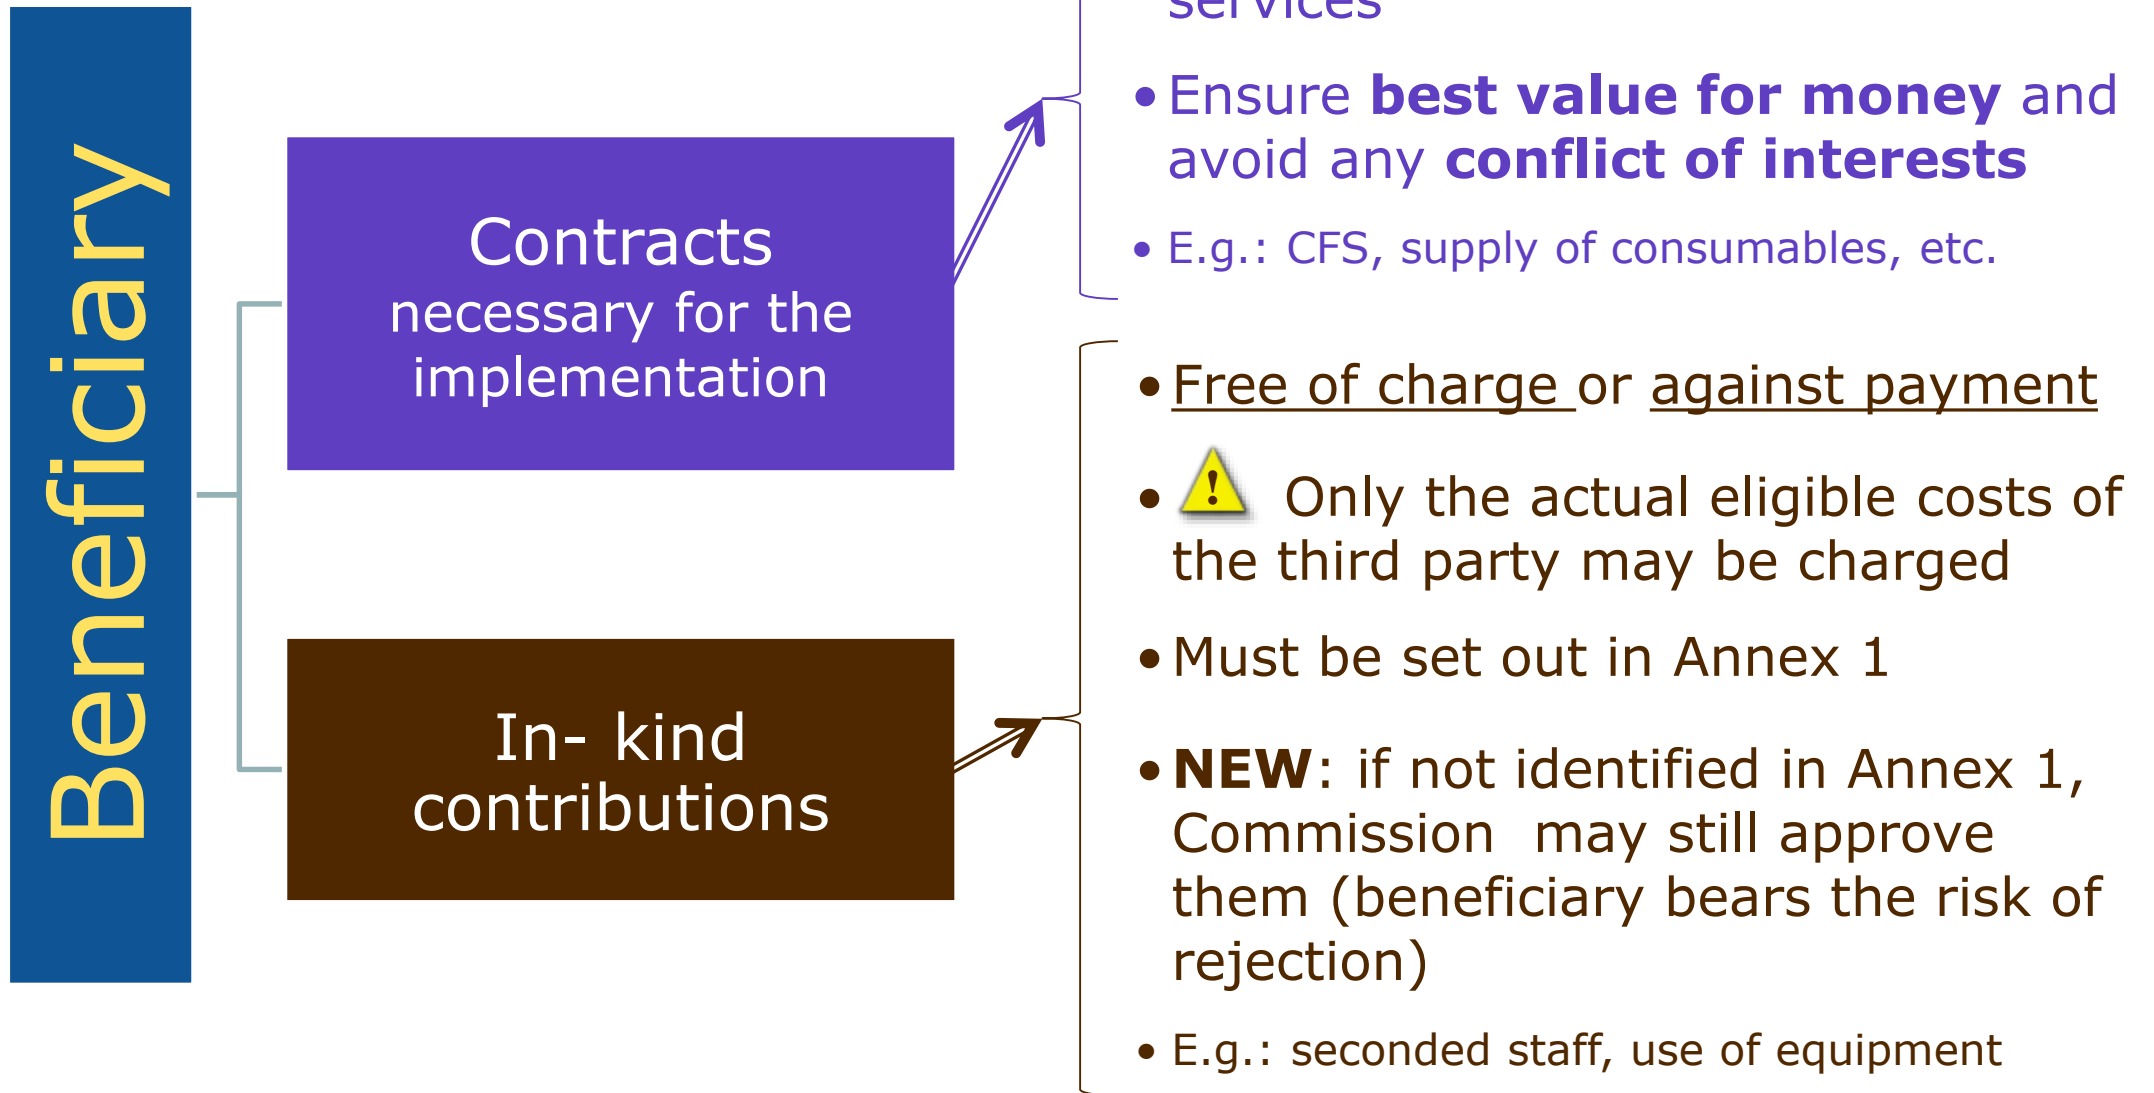 Beneficiary
Contracts
necessary for the
implementation
services
• Ensure best value for money and
avoid any conflict of interests
• E.g.: CFS, supply of consumables, etc.
In- kind
contributions
• Free of charge or against payment
• Only the actual eligible costs of
the third party may be charged
• Must be set out in Annex 1
• NEW: if not identified in Annex 1,
Commission  may still approve
them (beneficiary bears the risk of
rejection)
• E.g.: seconded staff, use of equipment